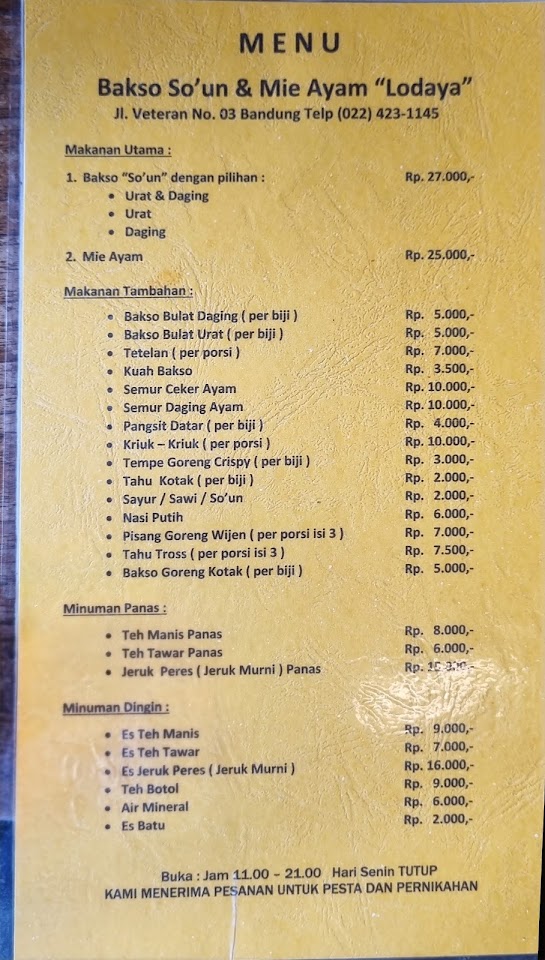 MENU
Bakso So'un & Mie Ayam "Lodaya"
Jl. Veteran No. 03 Bandung Telp (022) 423-1145
Makanan Utama :
1. Bakso "So'un" dengan pilihan : Rp. 27.000,-
• Urat & Daging
• Urat
• Daging
2. Mie Ayam Rp. 25.000,-
Makanan Tambahan :
• Bakso Bulat Daging ( per biji ) Rp. 5.000,-
• Bakso Bulat Urat ( per biji ) Rp. 5.000,-
• Tetelan ( per porsi ) Rp. 7.000,-
• Kuah Bakso Rp. 3.500,-
• Semur Ceker Ayam Rp. 10.000,-
• Semur Daging Ayam Rp. 10.000,-
• Pangsit Datar ( per biji ) Rp. 4.000,-
• Kriuk – Kriuk ( per porsi ) Rp. 10.000,-
• Tempe Goreng Crispy ( per biji ) Rp. 3.000,-
• Tahu Kotak ( per biji ) Rp. 2.000,-
• Sayur / Sawi / So'un Rp. 2.000,-
• Nasi Putih Rp. 6.000,-
• Pisang Goreng Wijen ( per porsi isi 3 ) Rp. 7.000,-
• Tahu Tross ( per porsi isi 3 ) Rp. 7.500,-
• Bakso Goreng Kotak ( per biji ) Rp. 5.000,-
Minuman Panas :
• Teh Manis Panas Rp. 8.000,-
• Teh Tawar Panas Rp. 6.000,-
• Jeruk Peres ( Jeruk Murni ) Panas Rp.
Minuman Dingin :
• Es Teh Manis Rp. 9.000,-
• Es Teh Tawar Rp. 7.000,-
• Es Jeruk Peres ( Jeruk Murni ) Rp. 16.000,-
• Teh Botol Rp. 9.000,-
• Air Mineral Rp. 6.000,-
• Es Batu Rp. 2.000,-
Buka : Jam 11.00 – 21.00 Hari Senin TUTUP
KAMI MENERIMA PESANAN UNTUK PESTA DAN PERNIKAHAN